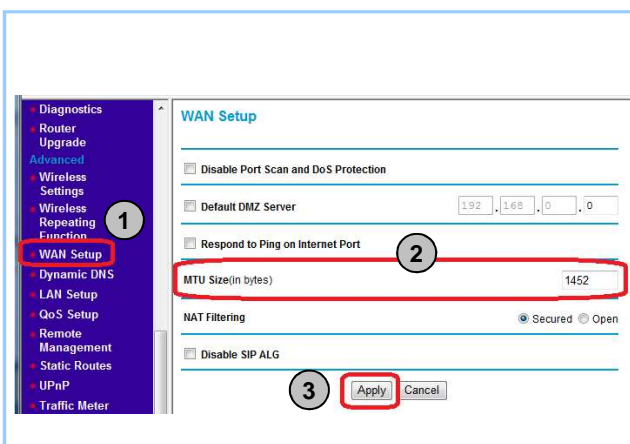 Diagnostics
Router
Upgrade
Advanced
Wireless
Settings
Wireless
Repeating
Function
WAN Setup
Dynamic DNS
LAN Setup
QoS Setup
Remote
Management
Static Routes
UPnP
Traffic Meter
1
WAN Setup
Disable Port Scan and DoS Protection
Default DMZ Server 192 . 168 . 0 . 0
Respond to Ping on Internet Port
2
MTU Size(in bytes) 1452
NAT Filtering Secured Open
Disable SIP ALG
3
Apply Cancel